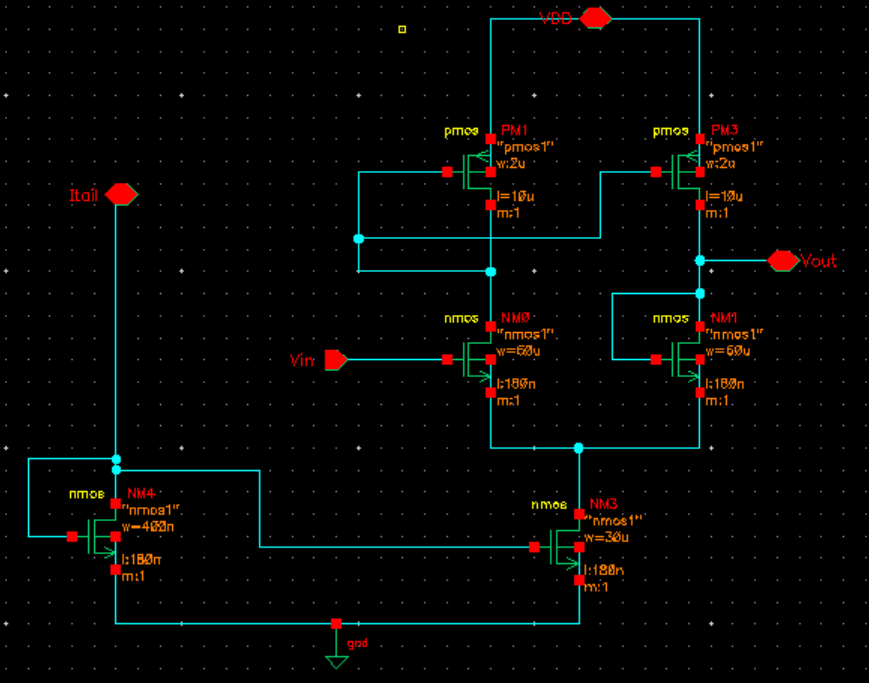 VDD
pmos PM1
"pmos1"
w:2u
l=10u
m:1
pmos PM3
"pmos1"
w:2u
l=10u
m:1
Itail
Vout
nmos NM0
"nmos1"
w=60u
l:180n
m:1
nmos NM1
"nmos1"
w=60u
l:180n
m:1
Vin
nmos NM4
"nmos1"
w=400n
l:180n
m:1
nmos NM3
"nmos1"
w=30u
l:180n
m:1
gnd